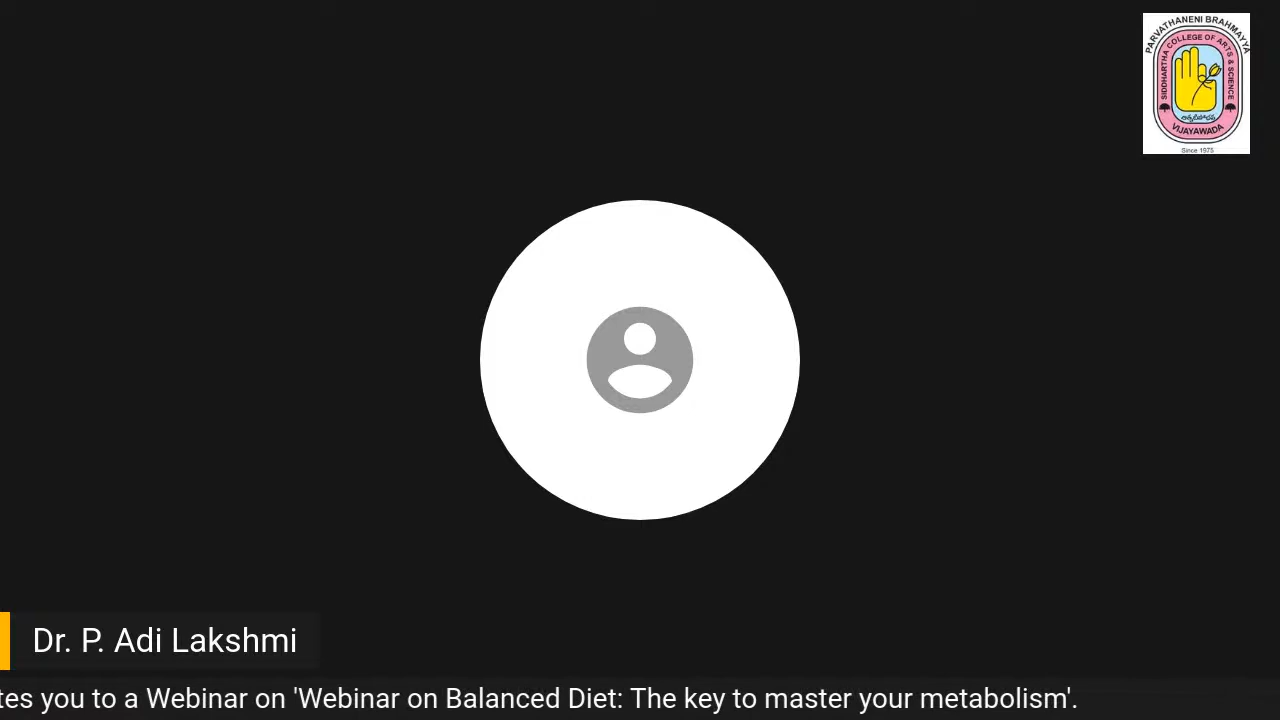 PARVATHANENI BRAHMAYYA
SIDDHARTHA COLLEGE OF ARTS & SCIENCE
VIJAYAWADA
Since 1975
Dr. P. Adi Lakshmi
tes you to a Webinar on 'Webinar on Balanced Diet: The key to master your metabolism'.